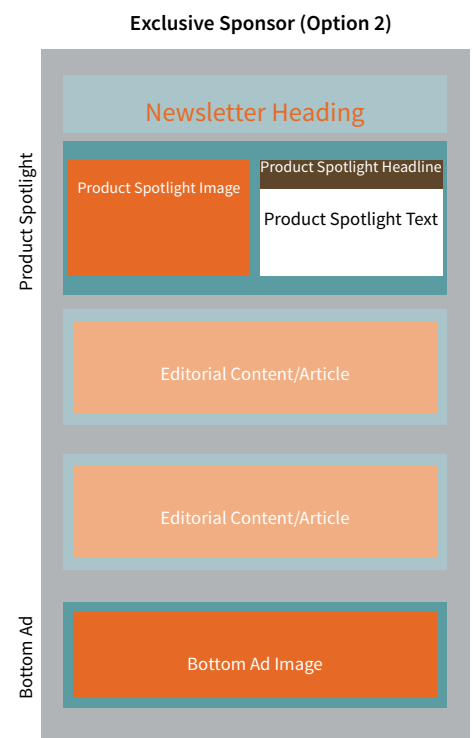 Exclusive Sponsor (Option 2)
Newsletter Heading
Product Spotlight
Product Spotlight Image
Product Spotlight Headline
Product Spotlight Text
Editorial Content/Article
Editorial Content/Article
Bottom Ad
Bottom Ad Image